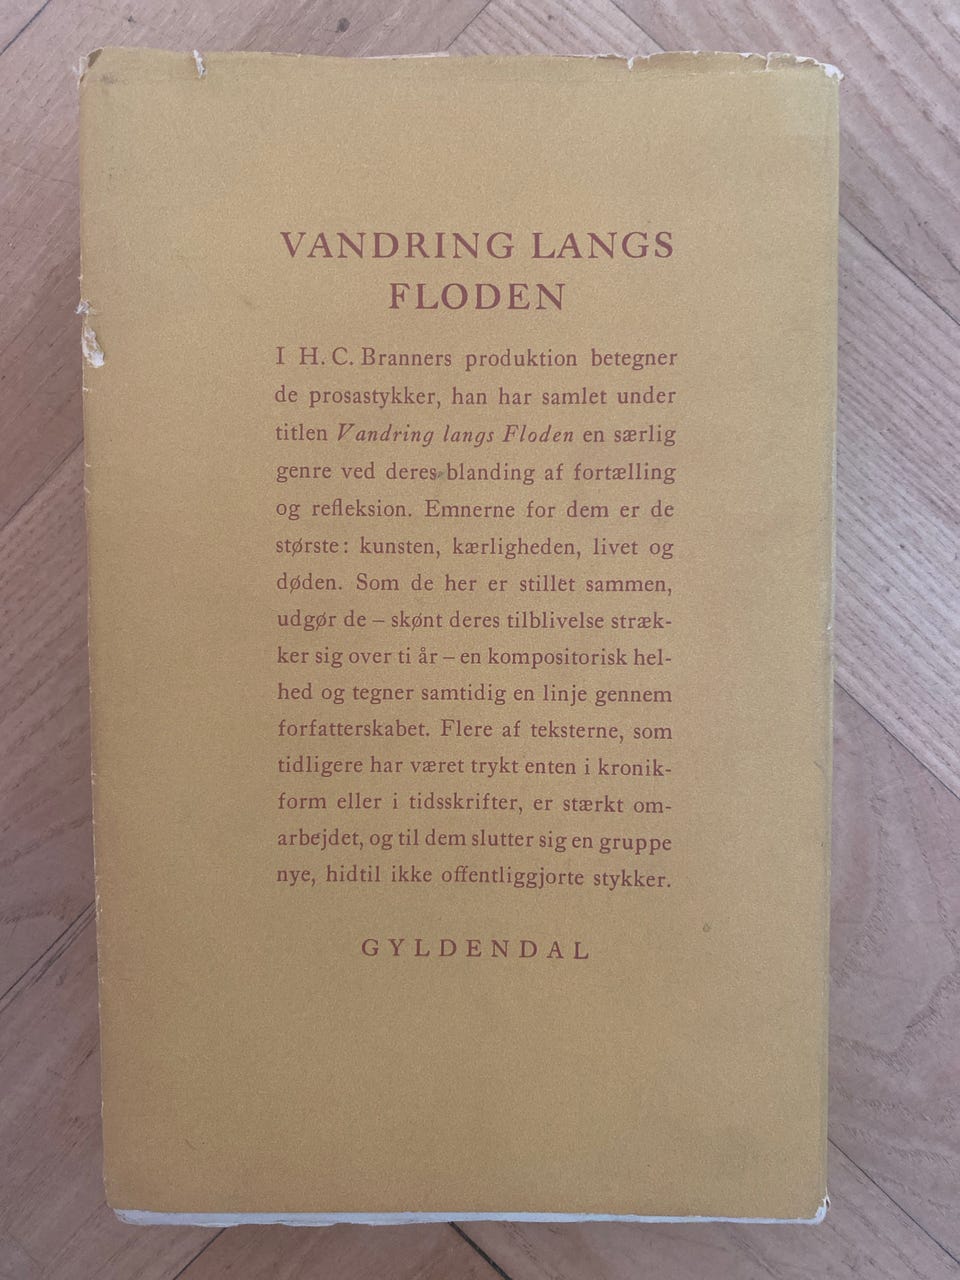 VANDRING LANGS
FLODEN
I H. C. Branners produktion betegner
de prosastykker, han har samlet under
titlen Vandring langs Floden en særlig
genre ved deres blanding af fortælling
og refleksion. Emnerne for dem er de
største: kunsten, kærligheden, livet og
døden. Som de her er stillet sammen,
udgør de – skønt deres tilblivelse stræk-
ker sig over ti år – en kompositorisk hel-
hed og tegner samtidig en linje gennem
forfatterskabet. Flere af teksterne, som
tidligere har været trykt enten i kronik-
form eller i tidsskrifter, er stærkt om-
arbejdet, og til dem slutter sig en gruppe
nye, hidtil ikke offentliggjorte stykker.
GYLDENDAL